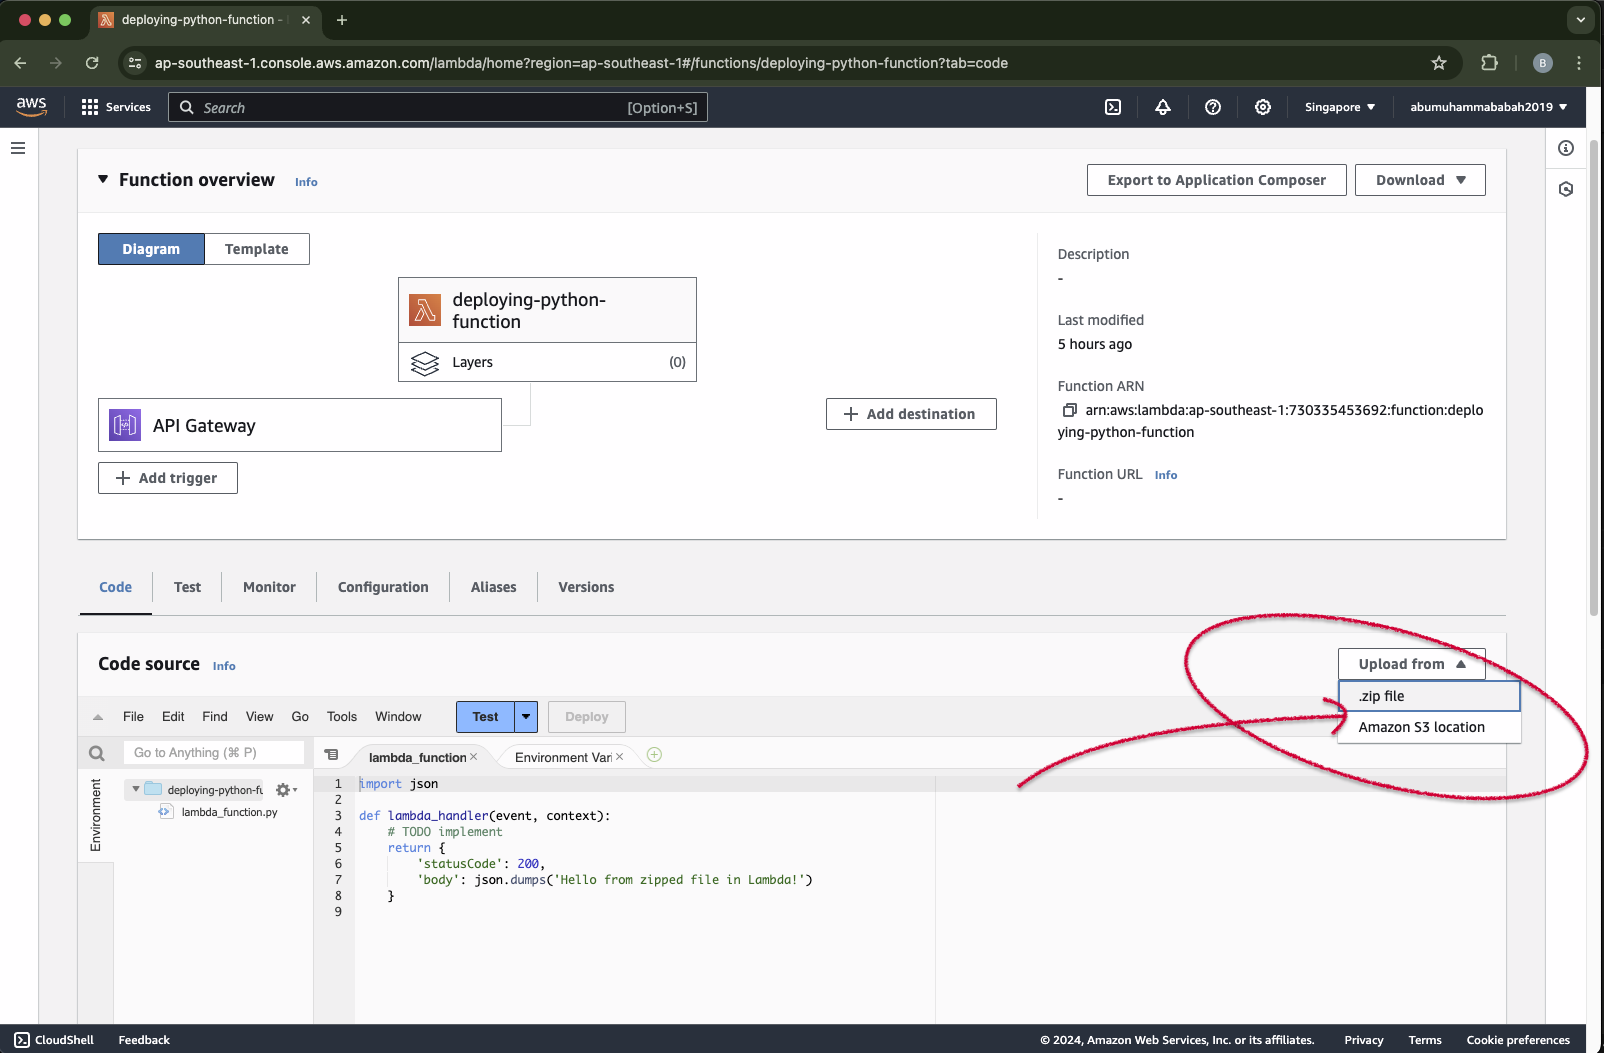 deploying-python-function -
ap-southeast-1.console.aws.amazon.com/lambda/home?region=ap-southeast-1#/functions/deploying-python-function?tab=code
B
aws Services Search [Option+S] Singapore abumuhammababah2019
Function overview Info
Export to Application Composer Download
Diagram Template
deploying-python-
function
Layers (0)
API Gateway
Add trigger
Add destination
Description
-
Last modified
5 hours ago
Function ARN
arn:aws:lambda:ap-southeast-1:730335453692:function:deplo
ying-python-function
Function URL Info
-
Code Test Monitor Configuration Aliases Versions
Code source Info
Upload from
.zip file
Amazon S3 location
File Edit Find View Go Tools Window Test Deploy
Go to Anything (⌘ P)
lambda_function Environment Vari
Environment
deploying-python-fu
lambda_function.py
1 import json
2
3 def lambda_handler(event, context):
4 # TODO implement
5 return {
6 'statusCode': 200,
7 'body': json.dumps('Hello from zipped file in Lambda!')
8 }
9
CloudShell Feedback © 2024, Amazon Web Services, Inc. or its affiliates. Privacy Terms Cookie preferences